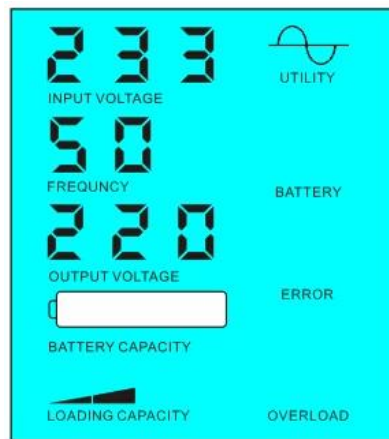 233
INPUT VOLTAGE
UTILITY
50
FREQUNCY
BATTERY
220
OUTPUT VOLTAGE
ERROR
BATTERY CAPACITY
LOADING CAPACITY
OVERLOAD